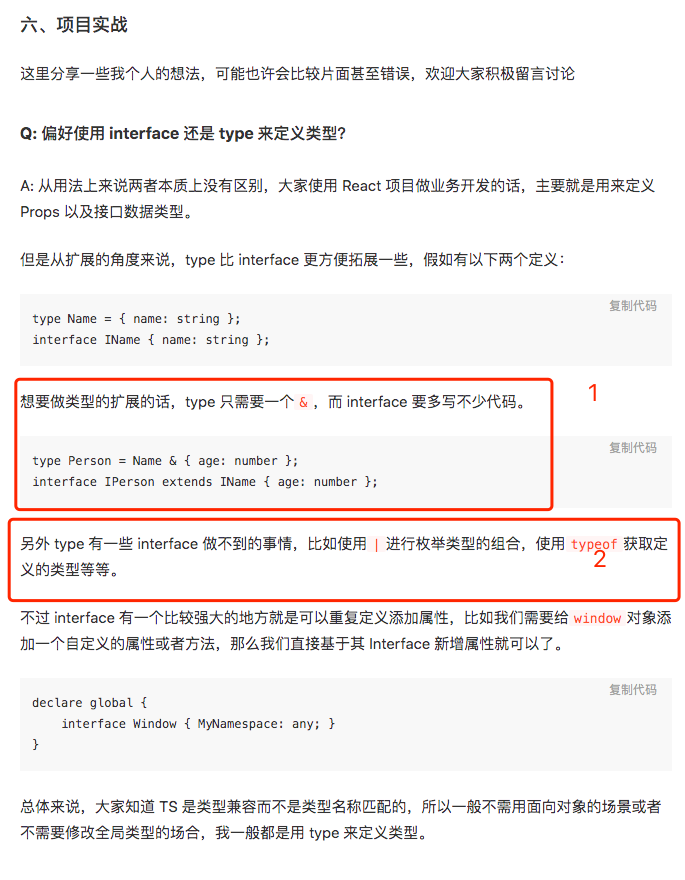 六、项目实战
这里分享一些我个人的想法，可能也许会比较片面甚至错误，欢迎大家积极留言讨论
Q: 偏好使用 interface 还是 type 来定义类型？
A: 从用法上来说两者本质上没有区别，大家使用 React 项目做业务开发的话，主要就是用来定义
Props 以及接口数据类型。
但是从扩展的角度来说，type 比 interface 更方便拓展一些，假如有以下两个定义：
复制代码
type Name = { name: string };
interface IName { name: string };
想要做类型的扩展的话，type 只需要一个 & ，而 interface 要多写不少代码。
1
复制代码
type Person = Name & { age: number };
interface IPerson extends IName { age: number };
另外 type 有一些 interface 做不到的事情，比如使用 | 进行枚举类型的组合，使用 typeof 获取定
义的类型等等。
2
不过 interface 有一个比较强大的地方就是可以重复定义添加属性，比如我们需要给 window 对象添
加一个自定义的属性或者方法，那么我们直接基于其 Interface 新增属性就可以了。
复制代码
declare global {
    interface Window { MyNamespace: any; }
}
总体来说，大家知道 TS 是类型兼容而不是类型名称匹配的，所以一般不需用面向对象的场景或者
不需要修改全局类型的场合，我一般都是用 type 来定义类型。